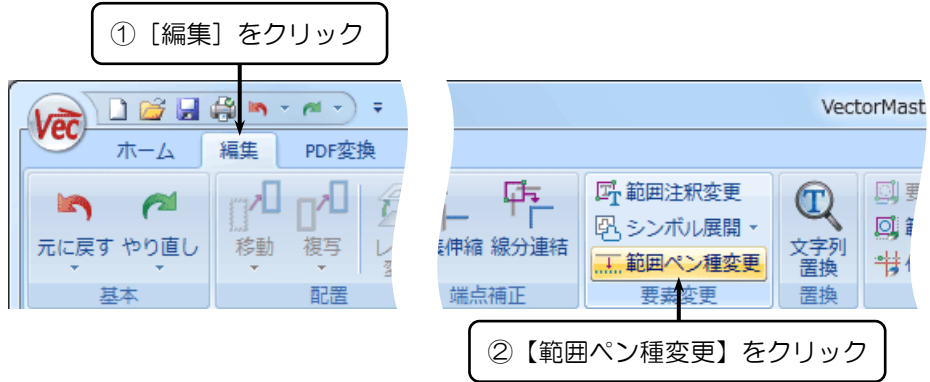 ① ［編集］をクリック
Vec
VectorMast
ホーム 編集 PDF変換
元に戻す やり直し 移動 複写
伸縮 線分連結
範囲注釈変更
シンボル展開
範囲ペン種変更
文字列
置換
基本 配置 端点補正 要素変更 置換
② 【範囲ペン種変更】をクリック